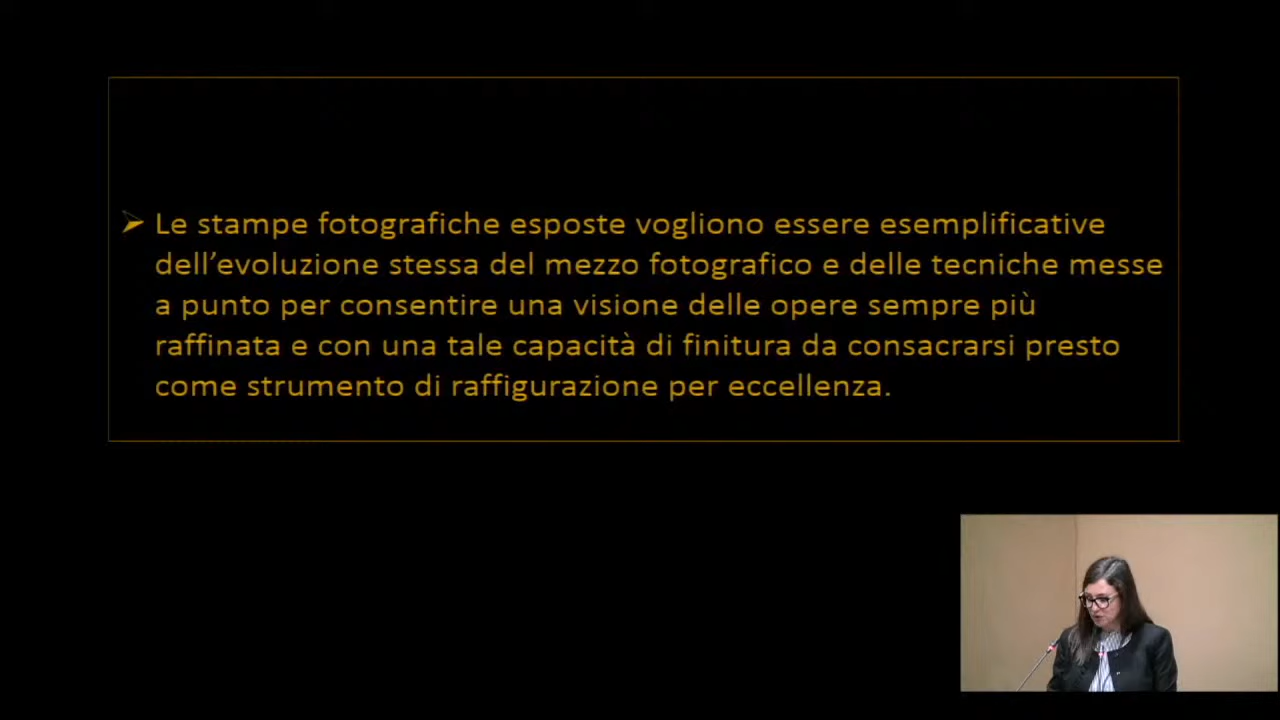 Le stampe fotografiche esposte vogliono essere esemplificative
dell’evoluzione stessa del mezzo fotografico e delle tecniche messe
a punto per consentire una visione delle opere sempre più
raffinata e con una tale capacità di finitura da consacrarsi presto
come strumento di raffigurazione per eccellenza.